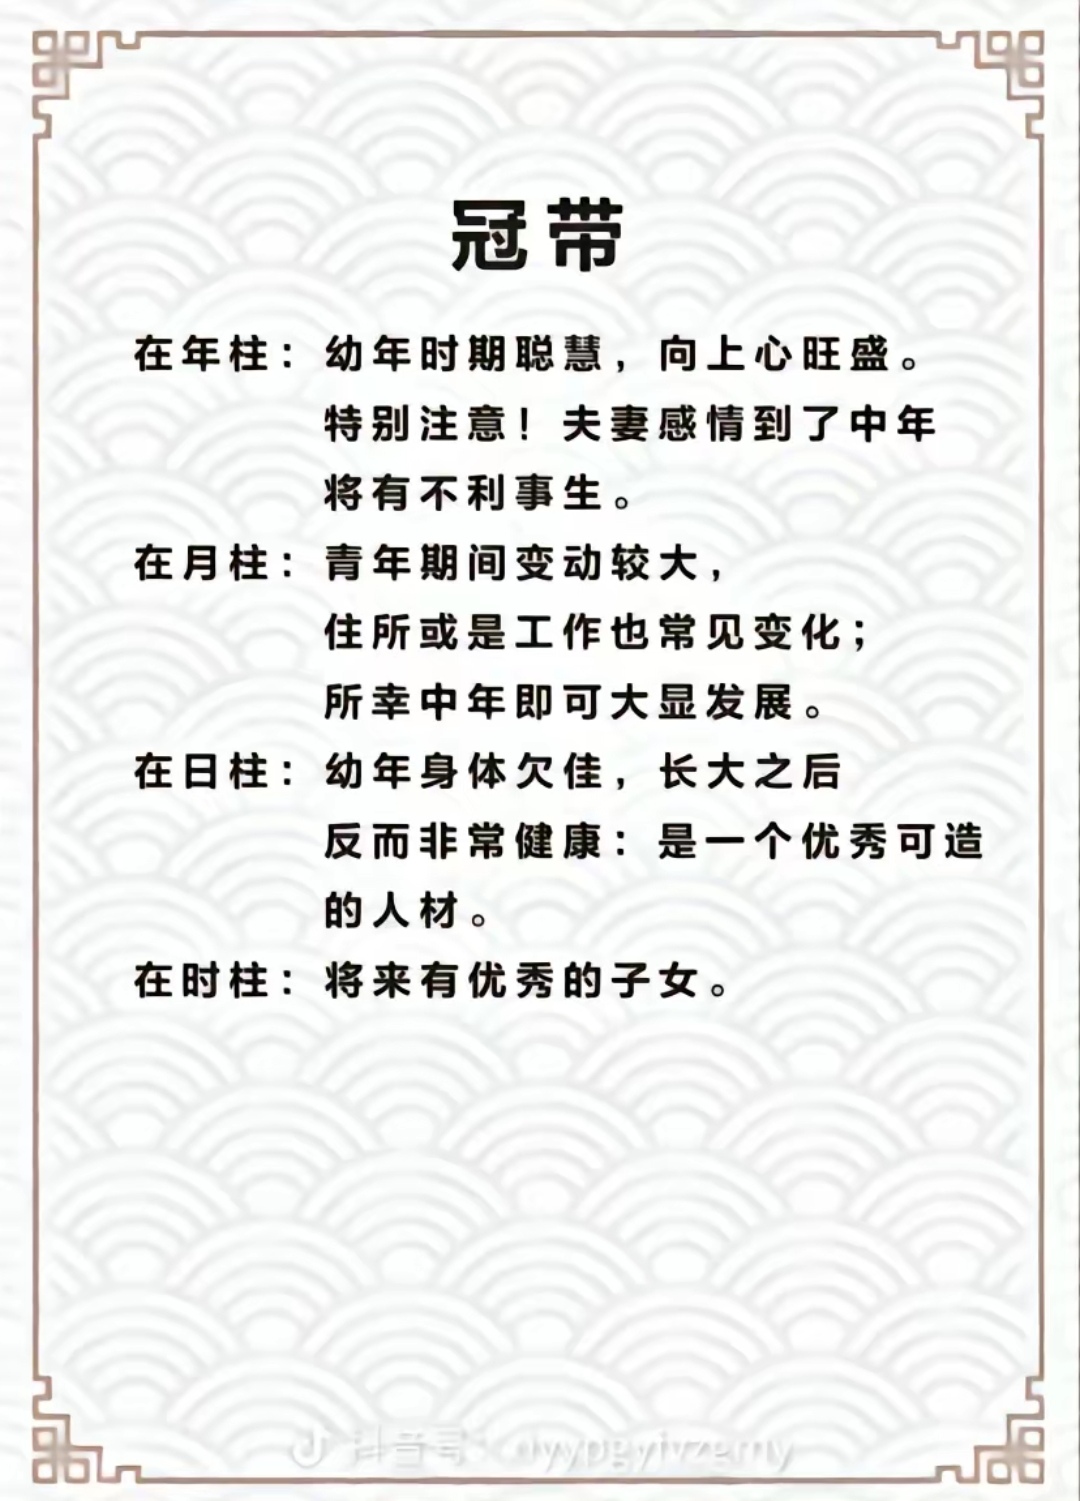 冠带
在年柱：幼年时期聪慧，向上心旺盛。
特别注意！夫妻感情到了中年
将有不利事生。
在月柱：青年期间变动较大，
住所或是工作也常见变化；
所幸中年即可大显发展。
在日柱：幼年身体欠佳，长大之后
反而非常健康：是一个优秀可造
的人材。
在时柱：将来有优秀的子女。
抖音号：